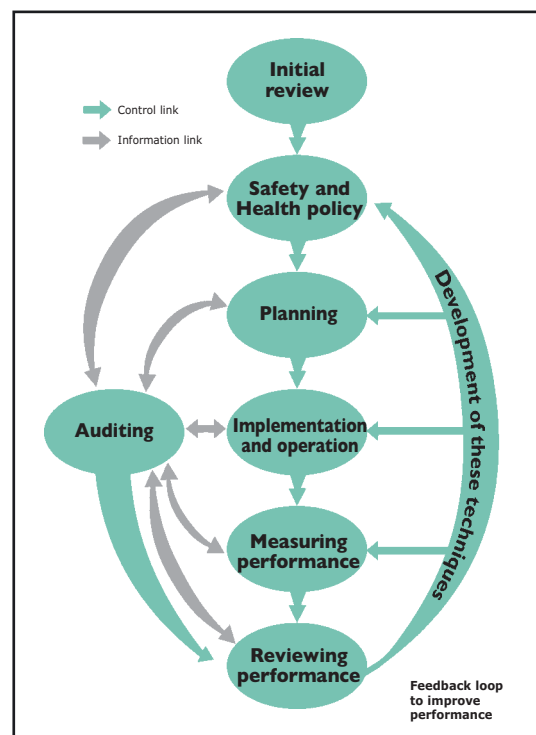 Initial
review
Control link
Information link
Safety and
Health policy
Planning
Auditing
Implementation
and operation
Measuring
performance
Reviewing
performance
Development of these techniques
Feedback loop
to improve
performance